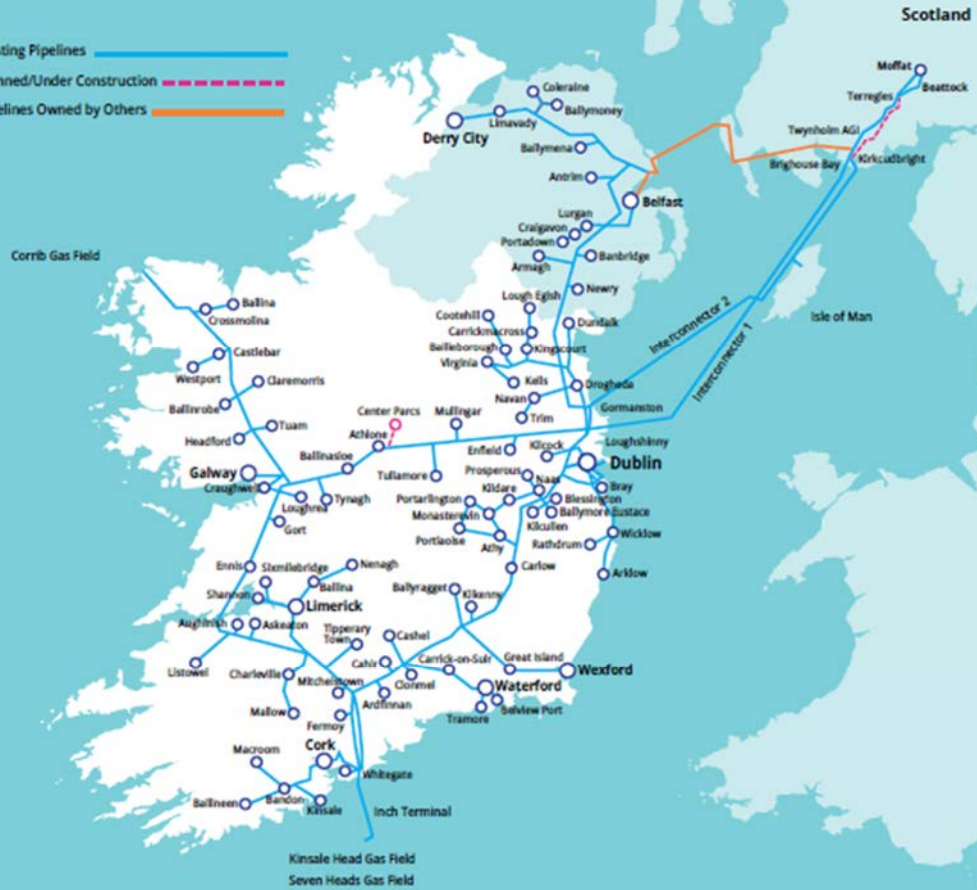 Scotland
sting Pipelines
nned/Under Construction
elines Owned by Others
Moffat
Beattock
Terregles
Twynholm AGI
Brighouse Bay
Kirkcudbright
Coleraine
Ballymoney
Limavady
Derry City
Ballymena
Antrim
Belfast
Lurgan
Craigavon
Portadown
Armagh
Banbridge
Newry
Corrib Gas Field
Ballina
Crossmolina
Lough Egish
Cootehill
Carrickmacross
Dundalk
Bailieborough
Kingscourt
Virginia
Isle of Man
Interconnector 2
Interconnector 1
Castlebar
Westport
Claremorris
Ballinrobe
Kells
Navan
Drogheda
Trim
Gormanston
Center Parcs
Mullingar
Tuam
Headford
Athlone
Ballinasloe
Enfield
Kilcock
Loughshinny
Galway
Tullamore
Prosperous
Dublin
Craughwell
Loughrea
Tynagh
Naas
Kildare
Bray
Portarlington
Blessington
Monasterevin
Ballymore Eustace
Kilcullen
Gort
Portlaoise
Athy
Rathdrum
Wicklow
Ennis
Sixmilebridge
Nenagh
Carlow
Arklow
Shannon
Ballina
Ballyragget
Kilkenny
Limerick
Aughinish
Askeaton
Tipperary
Town
Cashel
Listowel
Charleville
Cahir
Carrick-on-Suir
Great Island
Wexford
Mitchelstown
Clonmel
Waterford
Mallow
Ardfinnan
Belview Port
Fermoy
Tramore
Cork
Macroom
Whitegate
Ballineen
Bandon
Kinsale
Inch Terminal
Kinsale Head Gas Field
Seven Heads Gas Field